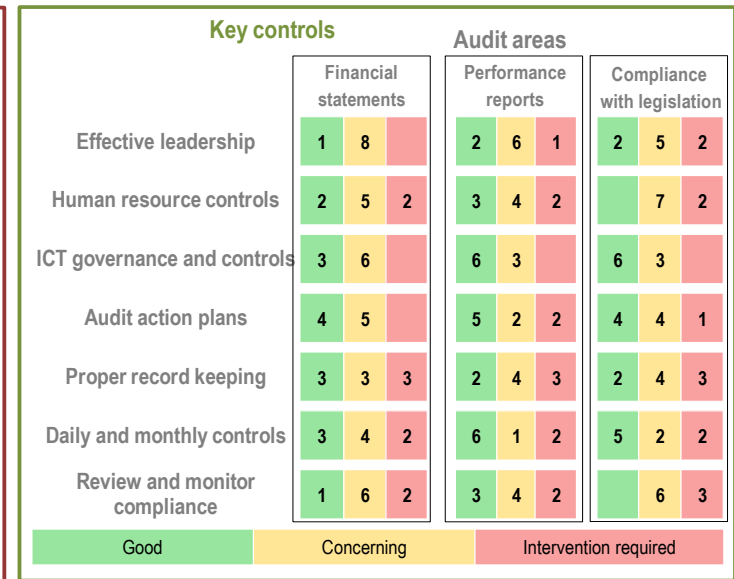 Key controls
Audit areas
Financial statements
Performance reports
Compliance with legislation
Effective leadership 1 8 2 6 1 2 5 2
Human resource controls 2 5 2 3 4 2 7 2
ICT governance and controls 3 6 6 3 6 3
Audit action plans 4 5 5 2 2 4 4 1
Proper record keeping 3 3 3 2 4 3 2 4 3
Daily and monthly controls 3 4 2 6 1 2 5 2 2
Review and monitor compliance 1 6 2 3 4 2 6 3
Good Concerning Intervention required